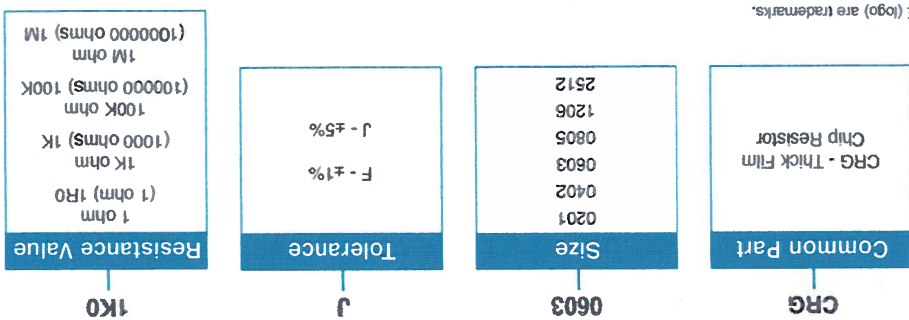 CRG
0603
J
1K0
Common Part
Size
Tolerance
Resistance Value
CRG - Thick Film
Chip Resistor
0201
0402
0603
0805
1206
2512
F - ±1%
J - ±5%
1 ohm
(1 ohm) 1R0
1K ohm
(1000 ohms) 1K
100K ohm
(100000 ohms) 100K
1M ohm
(1000000 ohms) 1M
(logo) are trademarks.